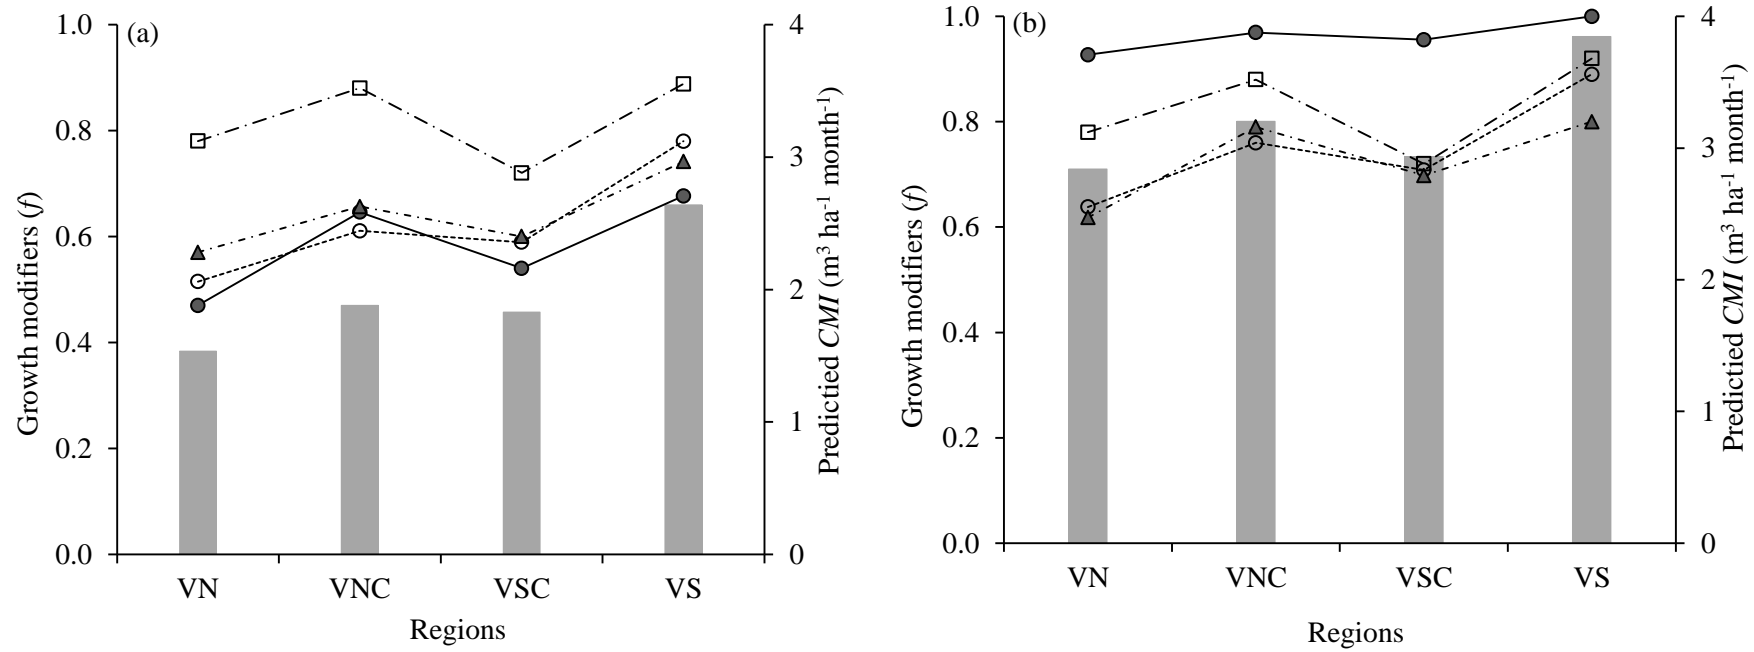 (a)
1.0
0.8
0.6
0.4
0.2
0.0
Growth modifiers (f)
4
3
2
1
0
Predictied CMI (m³ ha⁻¹ month⁻¹)
VN VNC VSC VS
Regions
(b)
1.0
0.8
0.6
0.4
0.2
0.0
Growth modifiers (f)
4
3
2
1
0
Predictied CMI (m³ ha⁻¹ month⁻¹)
VN VNC VSC VS
Regions